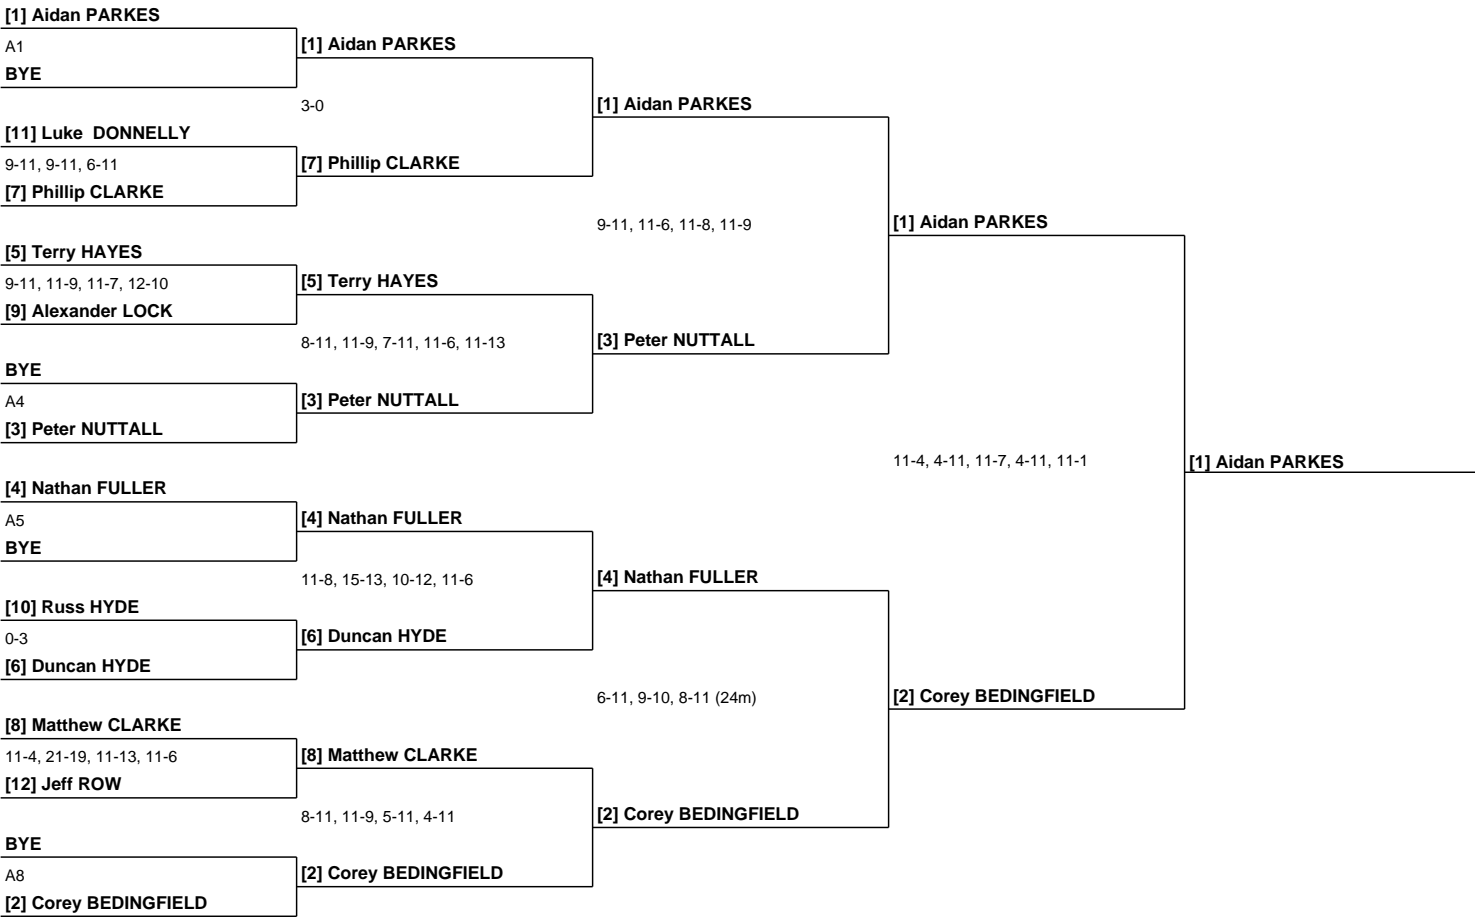 [1] Aidan PARKES
A1
BYE
[11] Luke  DONNELLY
9-11, 9-11, 6-11
[7] Phillip CLARKE
[5] Terry HAYES
9-11, 11-9, 11-7, 12-10
[9] Alexander LOCK
BYE
A4
[3] Peter NUTTALL
[4] Nathan FULLER
A5
BYE
[10] Russ HYDE
0-3
[6] Duncan HYDE
[8] Matthew CLARKE
11-4, 21-19, 11-13, 11-6
[12] Jeff ROW
BYE
A8
[2] Corey BEDINGFIELD
[1] Aidan PARKES
3-0
[7] Phillip CLARKE
[5] Terry HAYES
8-11, 11-9, 7-11, 11-6, 11-13
[3] Peter NUTTALL
[4] Nathan FULLER
11-8, 15-13, 10-12, 11-6
[6] Duncan HYDE
[8] Matthew CLARKE
8-11, 11-9, 5-11, 4-11
[2] Corey BEDINGFIELD
[1] Aidan PARKES
9-11, 11-6, 11-8, 11-9
[3] Peter NUTTALL
[4] Nathan FULLER
6-11, 9-10, 8-11 (24m)
[2] Corey BEDINGFIELD
[1] Aidan PARKES
11-4, 4-11, 11-7, 4-11, 11-1
[2] Corey BEDINGFIELD
[1] Aidan PARKES